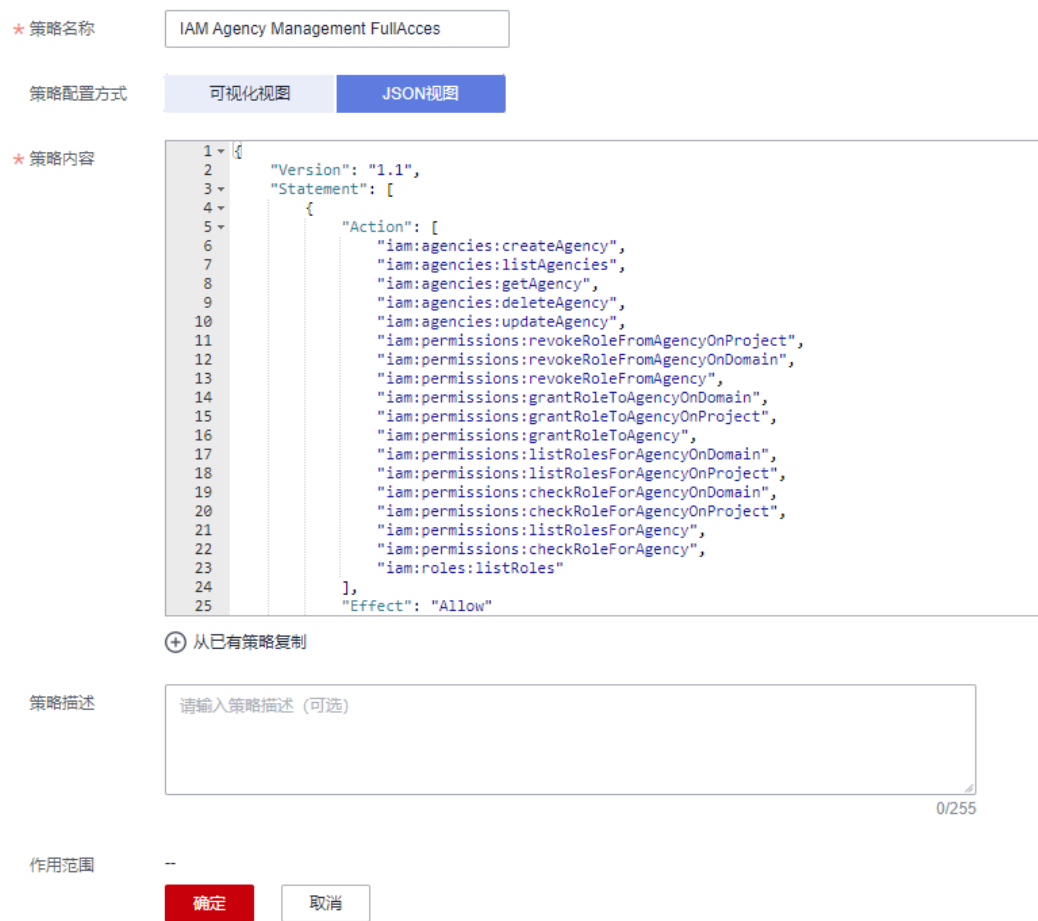 * 策略名称 IAM Agency Management FullAcces
策略配置方式 可视化视图 JSON视图
* 策略内容
1 {
2 "Version": "1.1",
3 "Statement": [
4 {
5 "Action": [
6 "iam:agencies:createAgency",
7 "iam:agencies:listAgencies",
8 "iam:agencies:getAgency",
9 "iam:agencies:deleteAgency",
10 "iam:agencies:updateAgency",
11 "iam:permissions:revokeRoleFromAgencyOnProject",
12 "iam:permissions:revokeRoleFromAgencyOnDomain",
13 "iam:permissions:revokeRoleFromAgency",
14 "iam:permissions:grantRoleToAgencyOnDomain",
15 "iam:permissions:grantRoleToAgencyOnProject",
16 "iam:permissions:grantRoleToAgency",
17 "iam:permissions:listRolesForAgencyOnDomain",
18 "iam:permissions:listRolesForAgencyOnProject",
19 "iam:permissions:checkRoleForAgencyOnDomain",
20 "iam:permissions:checkRoleForAgencyOnProject",
21 "iam:permissions:listRolesForAgency",
22 "iam:permissions:checkRoleForAgency",
23 "iam:roles:listRoles"
24 ],
25 "Effect": "Allow"
从已有策略复制
策略描述 请输入策略描述（可选）
0/255
作用范围 --
确定 取消